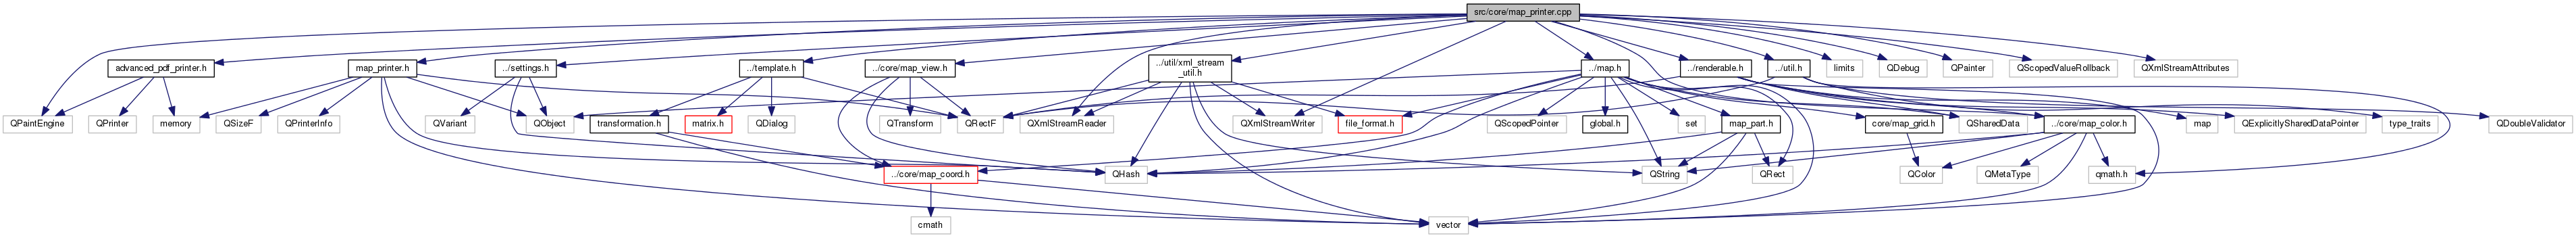 src/core/map_printer.cpp
advanced_pdf_printer.h
map_printer.h
../settings.h
../template.h
../core/map_view.h
../util/xml_stream
_util.h
../map.h
../renderable.h
../util.h
limits
QDebug
QPainter
QScopedValueRollback
QXmlStreamAttributes
QPaintEngine
QPrinter
memory
QSizeF
QPrinterInfo
QVariant
QObject
transformation.h
matrix.h
QDialog
QTransform
QRectF
QXmlStreamReader
QXmlStreamWriter
file_format.h
QScopedPointer
global.h
set
map_part.h
core/map_grid.h
QSharedData
../core/map_color.h
map
QExplicitlySharedDataPointer
type_traits
QDoubleValidator
../core/map_coord.h
QHash
QString
QRect
QColor
QMetaType
qmath.h
cmath
vector